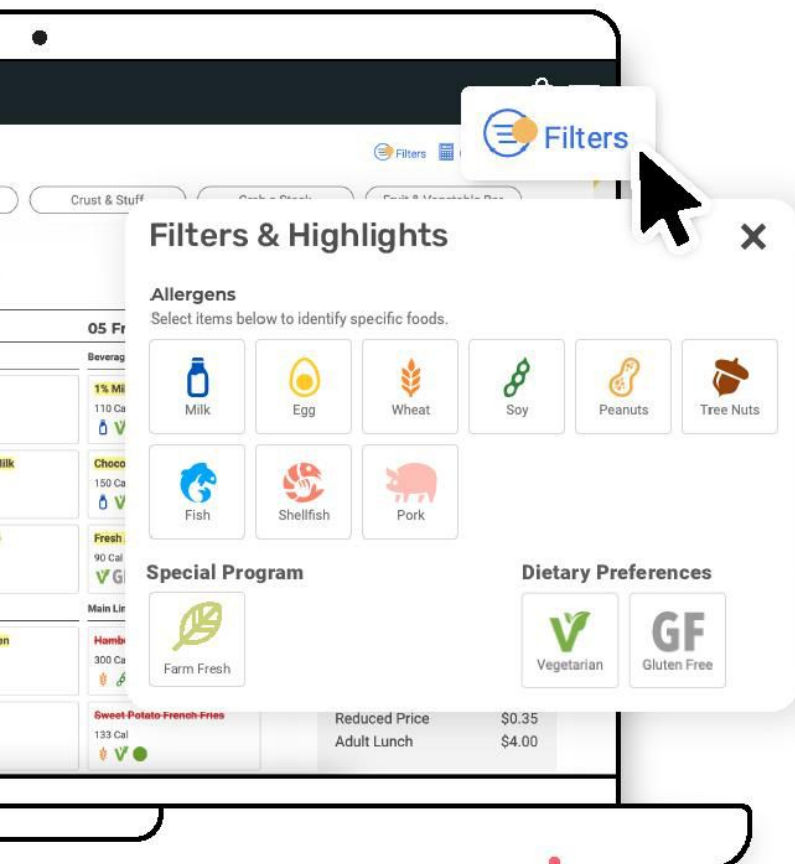 Filters
Filters
Crust & Stuff
Filters & Highlights
Allergens
Select items below to identify specific foods.
Milk
Egg
Wheat
Soy
Peanuts
Tree Nuts
Fish
Shellfish
Pork
Special Program
Dietary Preferences
Farm Fresh
Vegetarian
GF
Gluten Free
05 Fr
Beverag
1% Mi
110 Ca
Choco
150 Ca
Fresh
90 Cal
Main Lin
Hambu
300 Ca
Sweet Potato French Fries
133 Cal
Reduced Price $0.35
Adult Lunch $4.00